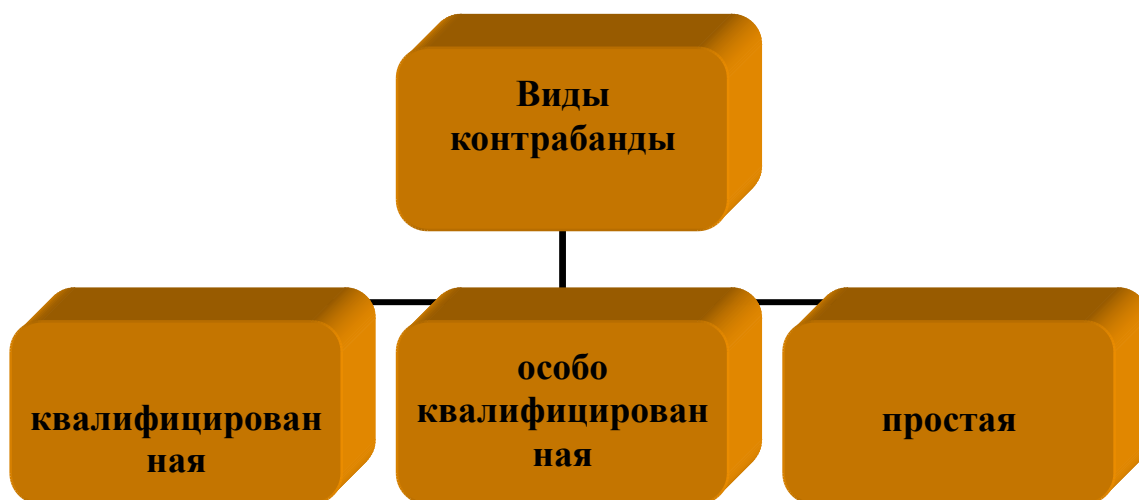 Виды
контрабанды
квалифицирован
ная
особо
квалифицирован
ная
простая